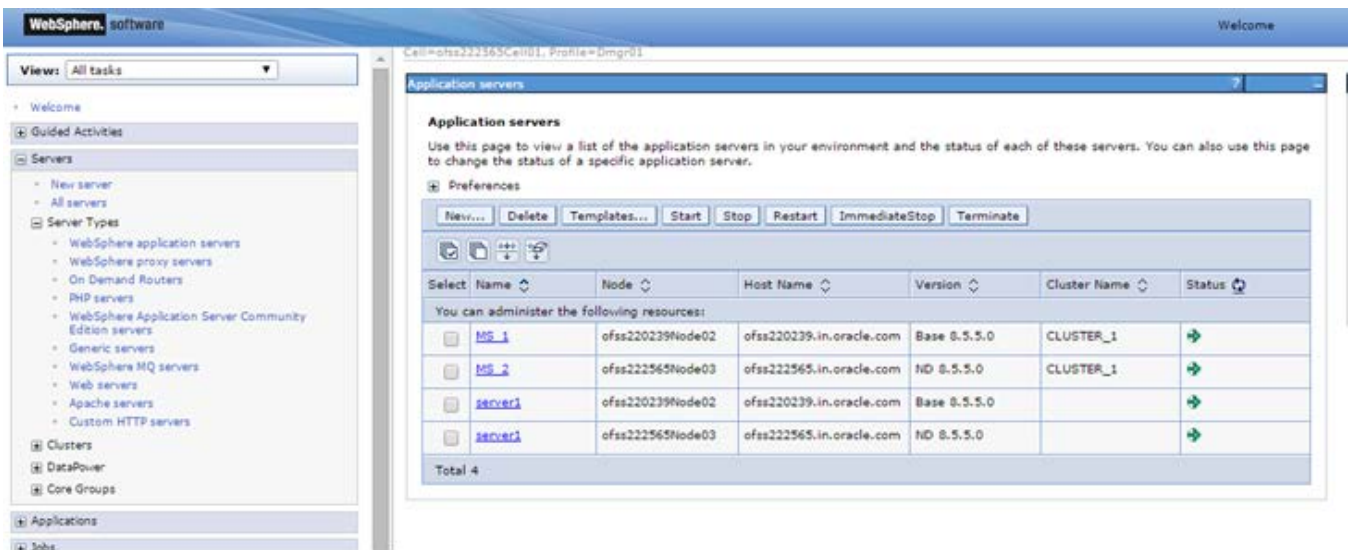 WebSphere. software
Welcome
View: All tasks
Welcome
Guided Activities
Servers
New server
All servers
Server Types
WebSphere application servers
WebSphere proxy servers
On Demand Routers
PHP servers
WebSphere Application Server Community
Edition servers
Generic servers
WebSphere MQ servers
Web servers
Apache servers
Custom HTTP servers
Clusters
DataPower
Core Groups
Applications
Jobs
Cell=ofss222565Cell01, Profile=Dmgr01
Application servers ?
Application servers
Use this page to view a list of the application servers in your environment and the status of each of these servers. You can also use this page
to change the status of a specific application server.
Preferences
New... Delete Templates... Start Stop Restart ImmediateStop Terminate
Select Name Node Host Name Version Cluster Name Status
You can administer the following resources:
MS_1 ofss220239Node02 ofss220239.in.oracle.com Base 8.5.5.0 CLUSTER_1
MS_2 ofss222565Node03 ofss222565.in.oracle.com ND 8.5.5.0 CLUSTER_1
server1 ofss220239Node02 ofss220239.in.oracle.com Base 8.5.5.0
server1 ofss222565Node03 ofss222565.in.oracle.com ND 8.5.5.0
Total 4